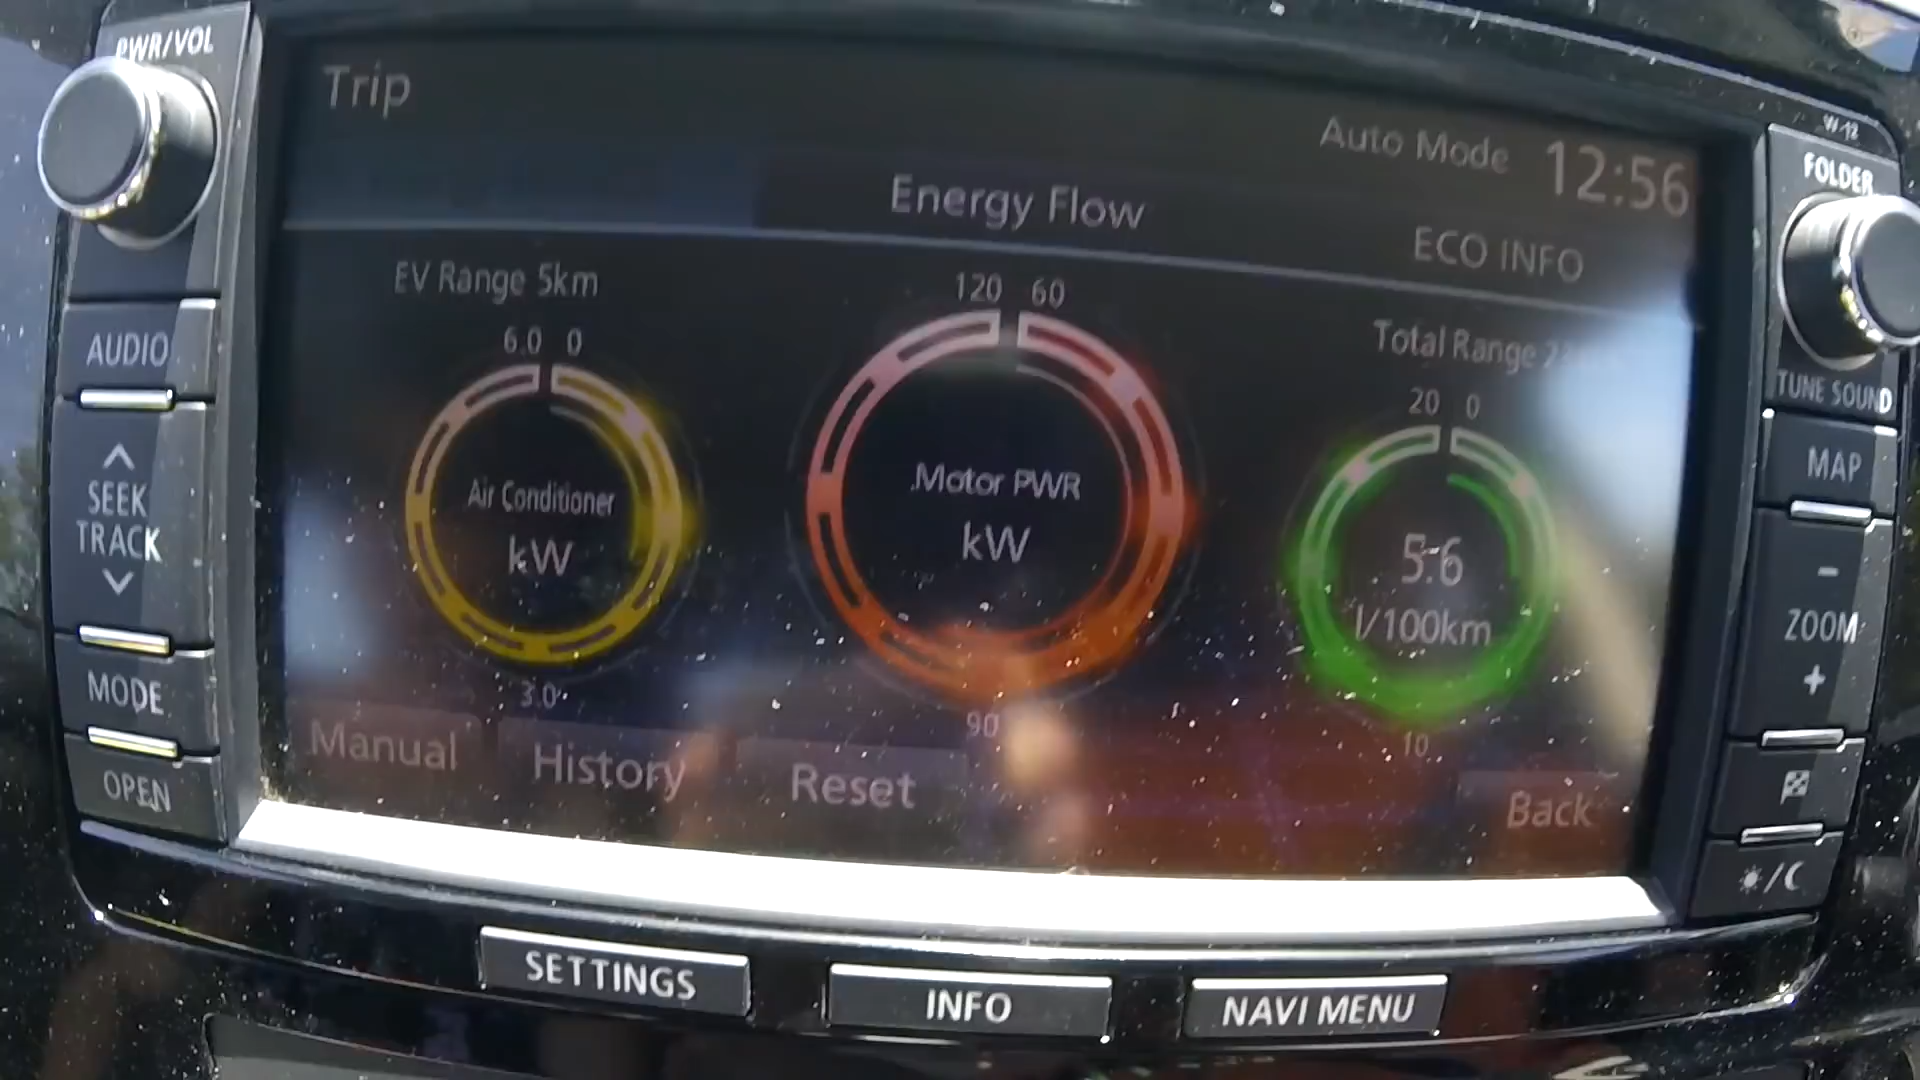 PWR/VOL
Trip
Auto Mode
12:56
Energy Flow
ECO INFO
EV Range 5km
Total Range
6.0 0
120 60
20 0
Air Conditioner
kW
Motor PWR
kW
5.6
l/100km
3.0
90
10
Manual
History
Reset
Back
AUDIO
SEEK
TRACK
MODE
OPEN
W-12
FOLDER
TUNE SOUND
MAP
-
ZOOM
+
SETTINGS
INFO
NAVI MENU